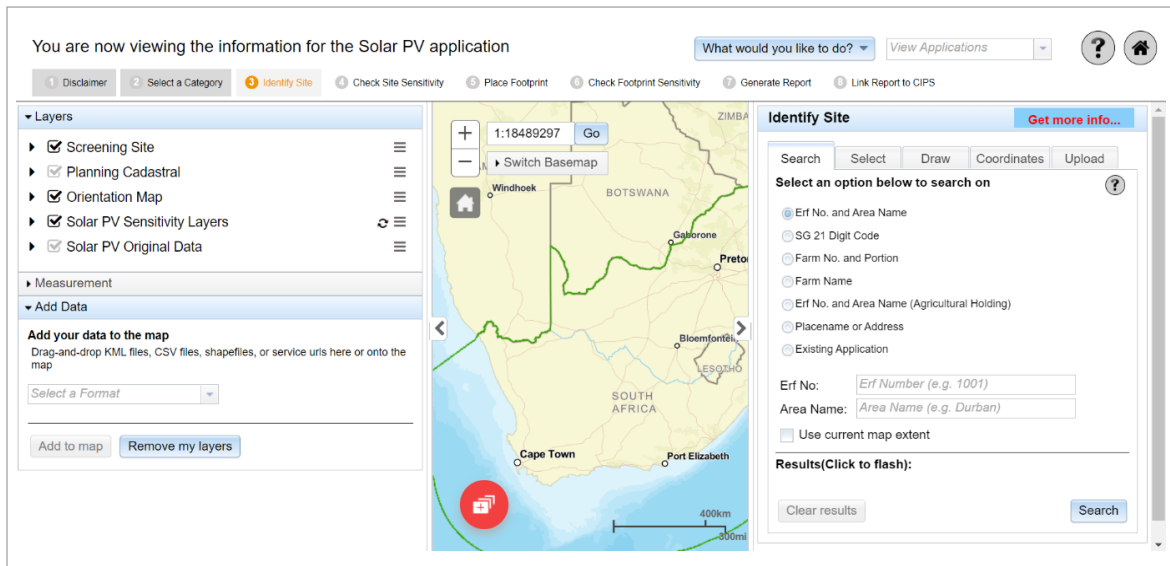 You are now viewing the information for the Solar PV application
What would you like to do?
View Applications
?
1 Disclaimer
2 Select a Category
3 Identify Site
4 Check Site Sensitivity
5 Place Footprint
6 Check Footprint Sensitivity
7 Generate Report
8 Link Report to CIPS
Layers
Screening Site
Planning Cadastral
Orientation Map
Solar PV Sensitivity Layers
Solar PV Original Data
Measurement
Add Data
Add your data to the map
Drag-and-drop KML files, CSV files, shapefiles, or service urls here or onto the
map
Select a Format
Add to map
Remove my layers
+
1:18489297
Go
−
Switch Basemap
ZIMBA
Windhoek
BOTSWANA
Gaborone
Pretor
Bloemfontein
LESOTHO
SOUTH
AFRICA
Cape Town
Port Elizabeth
400km
300mi
Identify Site
Get more info...
Search
Select
Draw
Coordinates
Upload
Select an option below to search on
?
Erf No. and Area Name
SG 21 Digit Code
Farm No. and Portion
Farm Name
Erf No. and Area Name (Agricultural Holding)
Placename or Address
Existing Application
Erf No:
Erf Number (e.g. 1001)
Area Name:
Area Name (e.g. Durban)
Use current map extent
Results(Click to flash):
Clear results
Search